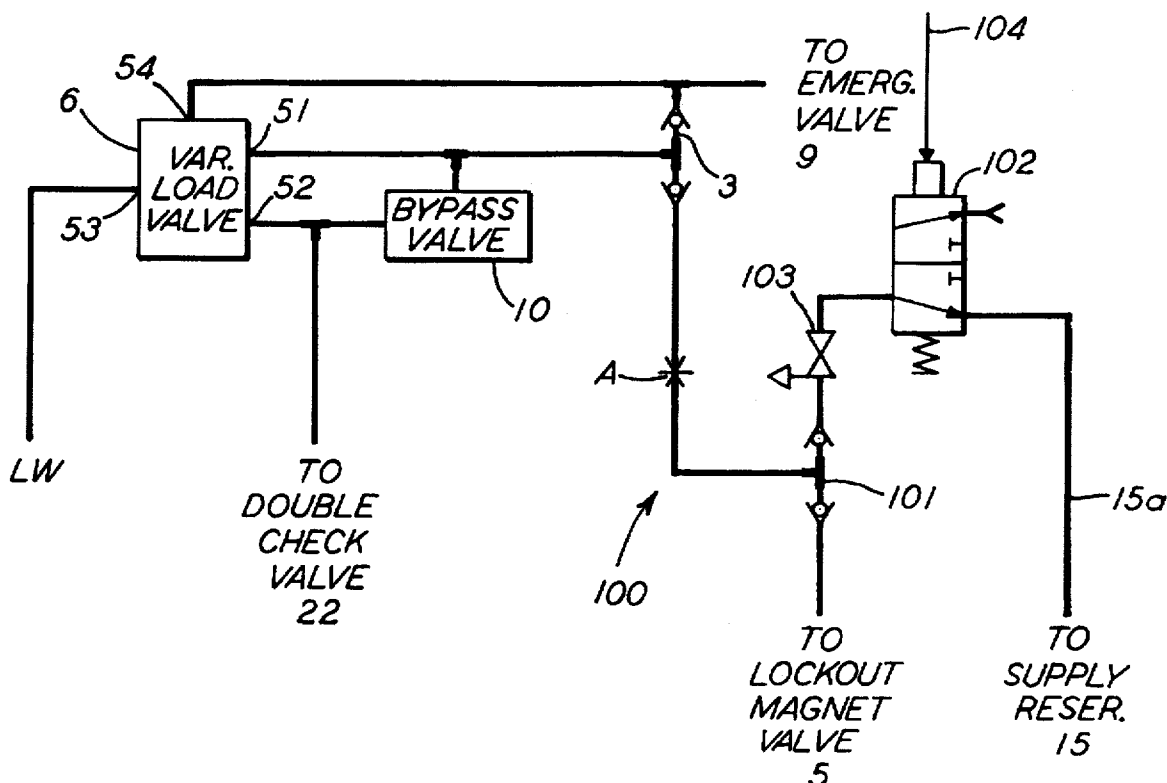 104
TO
EMERG.
VALVE
9
54
6
51
VAR.
LOAD
VALVE
52
53
3
102
BYPASS
VALVE
10
103
A
LW
TO
DOUBLE
CHECK
VALVE
22
101
15a
100
TO
LOCKOUT
MAGNET
VALVE
5
TO
SUPPLY
RESER.
15